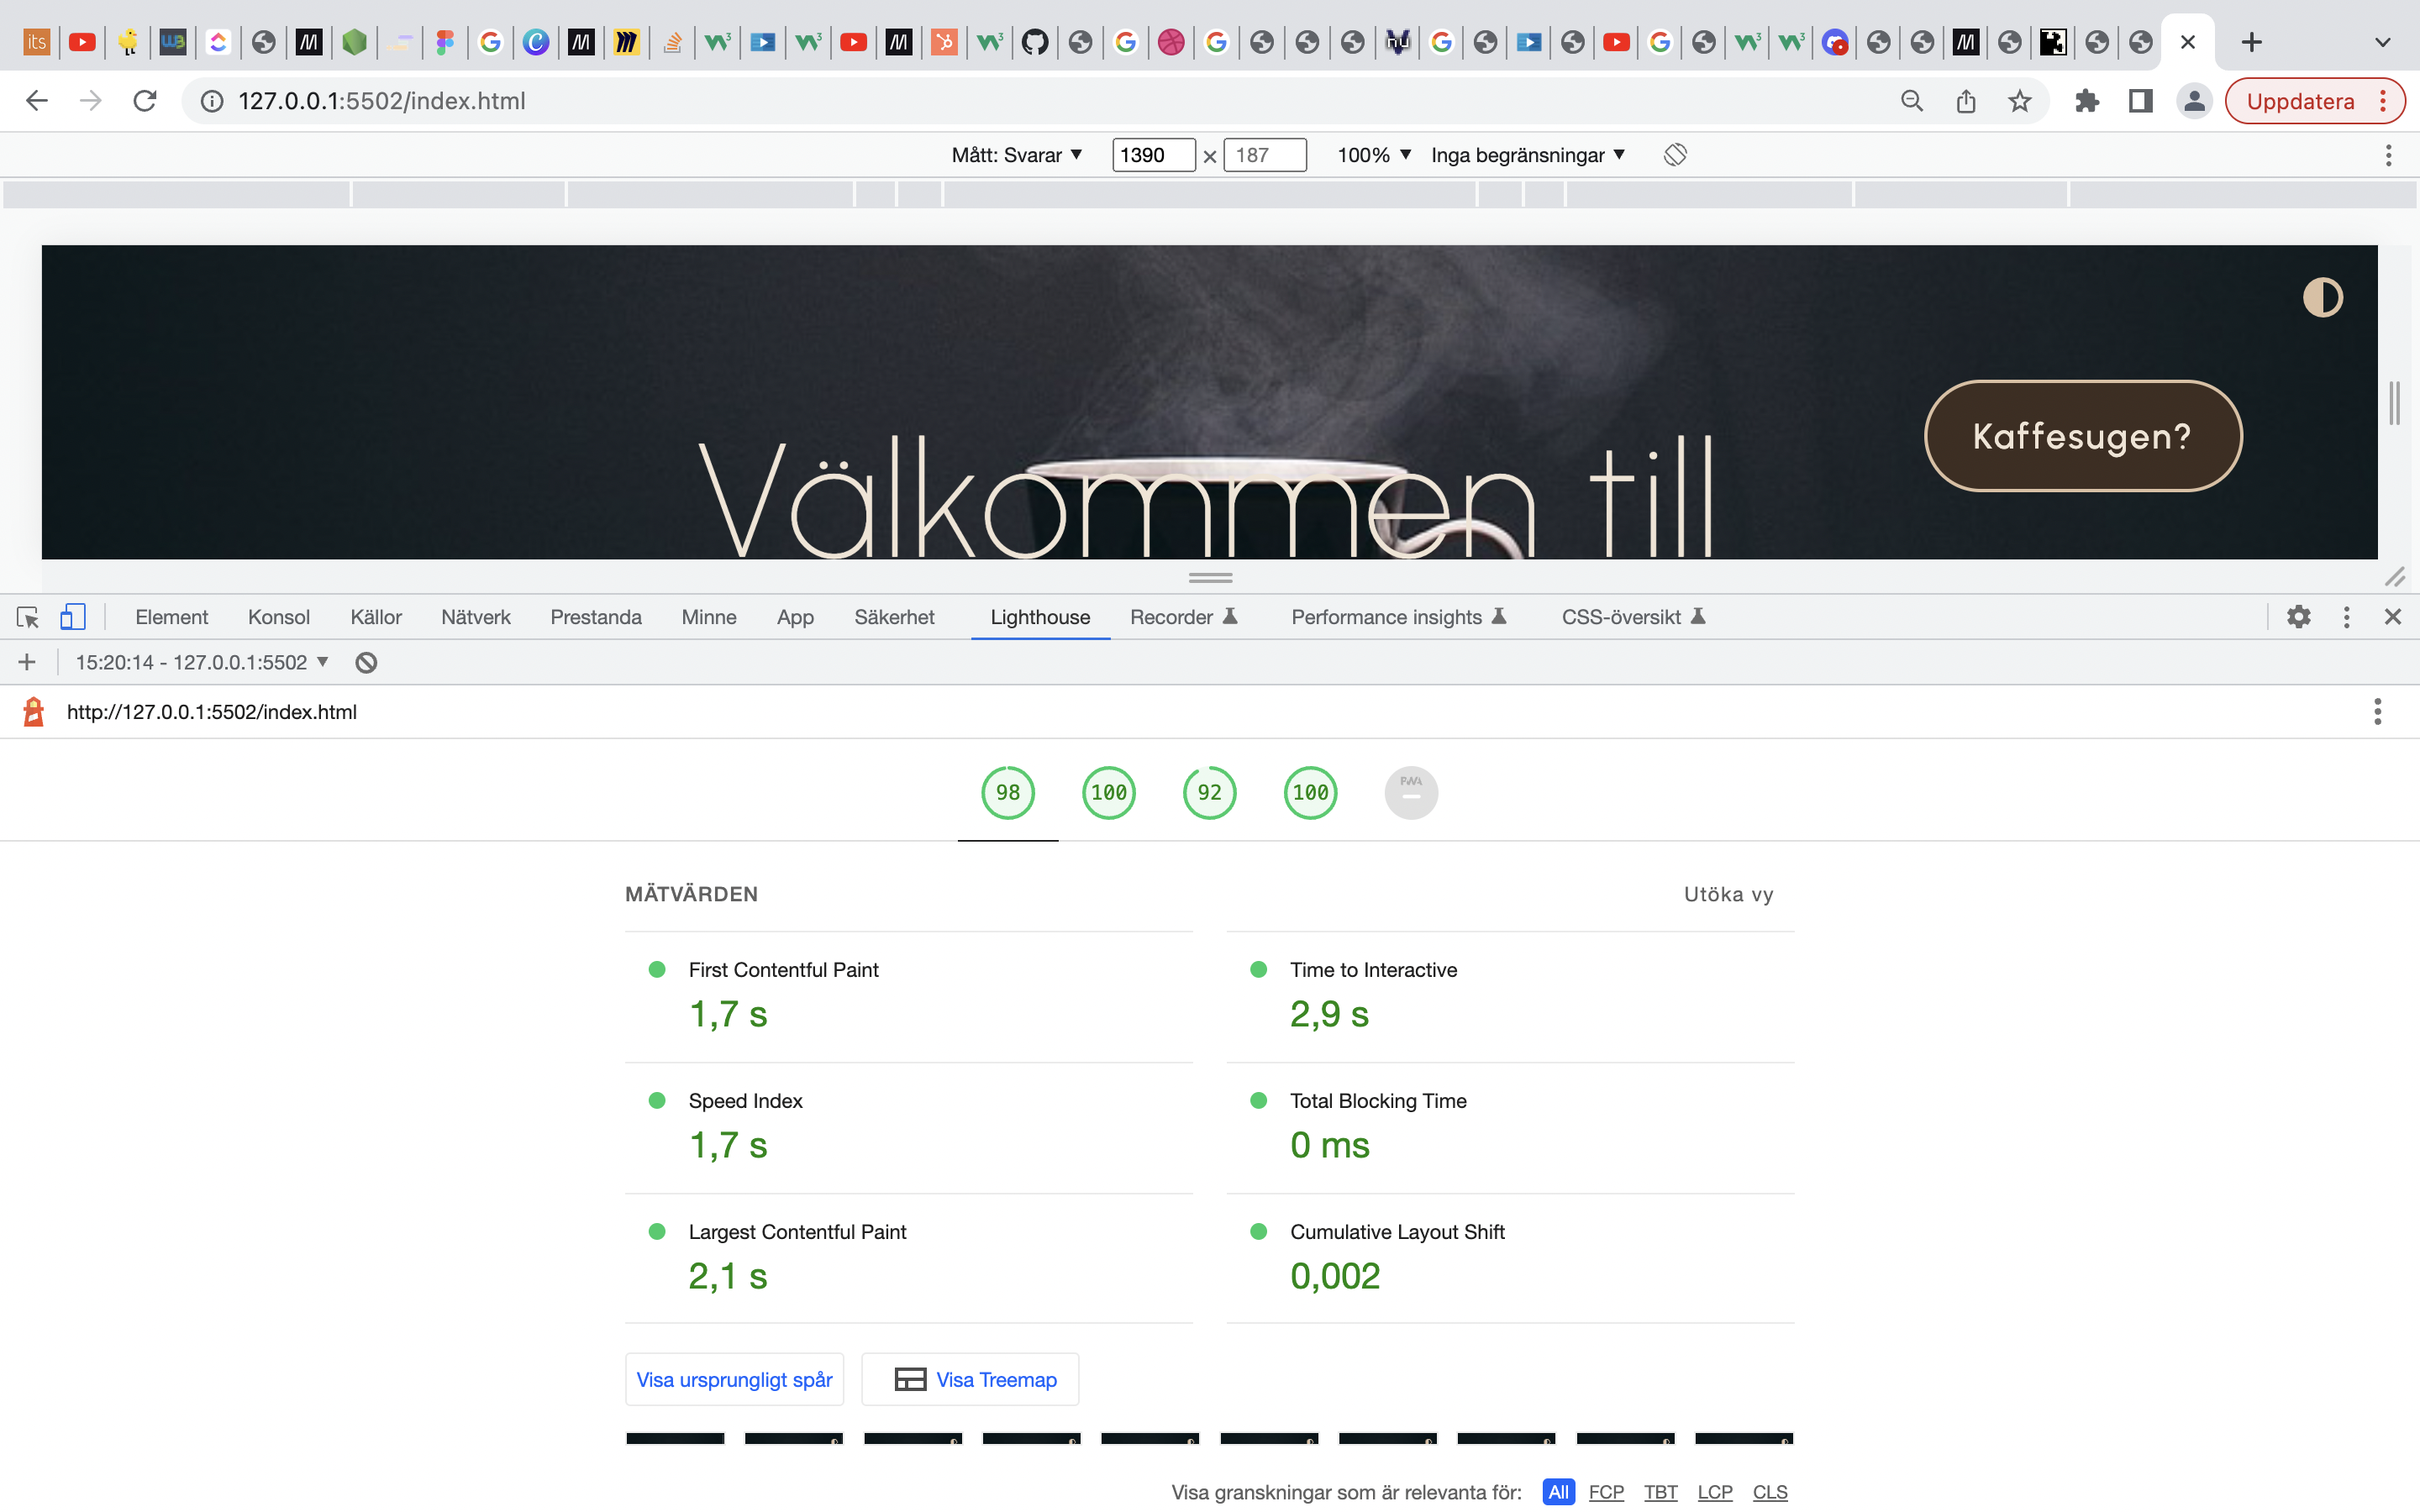 its
127.0.0.1:5502/index.html
Uppdatera
Mått: Svarar 1390 × 187 100% Inga begränsningar
Kaffesugen?
Välkommen till
Element Konsol Källor Nätverk Prestanda Minne App Säkerhet Lighthouse Recorder Performance insights CSS-översikt
15:20:14 - 127.0.0.1:5502
http://127.0.0.1:5502/index.html
98 100 92 100 PWA
MÄTVÄRDEN Utöka vy
First Contentful Paint
1,7 s
Time to Interactive
2,9 s
Speed Index
1,7 s
Total Blocking Time
0 ms
Largest Contentful Paint
2,1 s
Cumulative Layout Shift
0,002
Visa ursprungligt spår Visa Treemap
Visa granskningar som är relevanta för: All FCP TBT LCP CLS